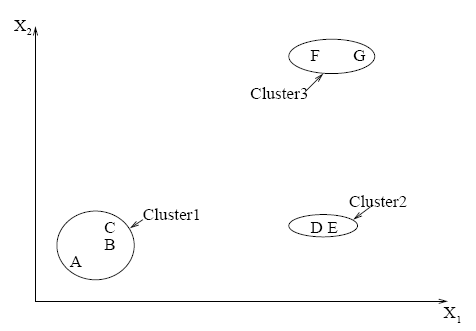 X2
F G
Cluster3
Cluster2
Cluster1
C
D E
B
A
X1